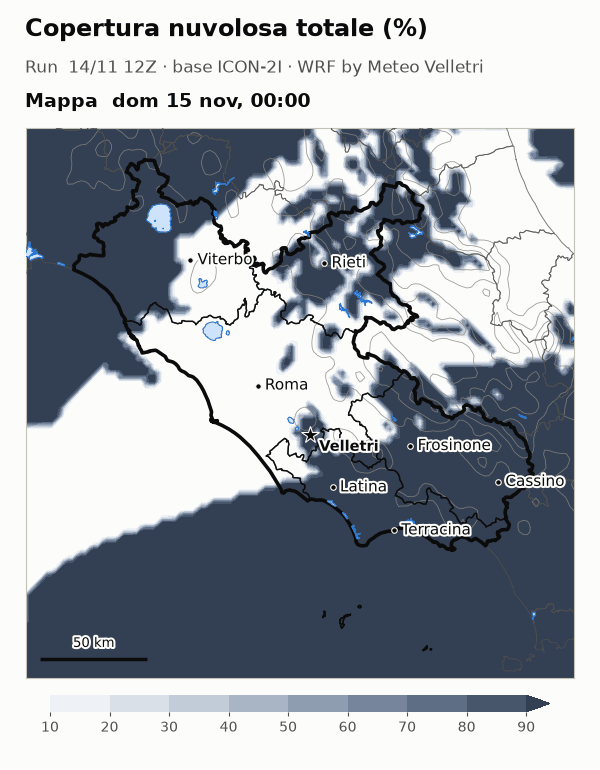 Copertura nuvolosa totale (%)
Run 14/11 12Z · base ICON-2I · WRF by Meteo Velletri
Mappa dom 15 nov, 00:00
Viterbo
Rieti
Roma
Velletri
Frosinone
Latina
Cassino
Terracina
50 km
10 20 30 40 50 60 70 80 90